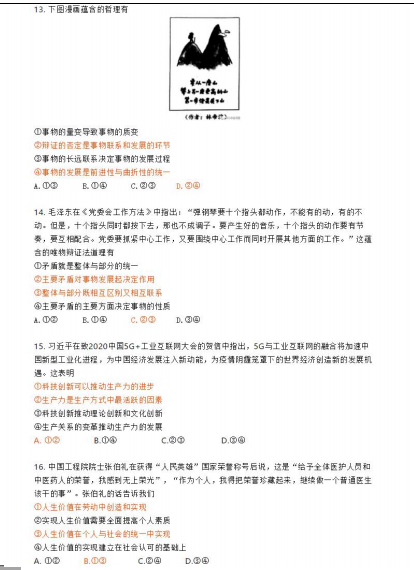 13. 下图漫画蕴含的哲理有
要从一座山
攀上另一座更高的山
第一步便是要下山
(作者：林帝浣)
①事物的量变导致事物的质变
②辩证的否定是事物联系和发展的环节
③事物的长远联系决定事物的发展过程
④事物的发展是前进性与曲折性的统一
A. ①③ B. ①④ C. ②③ D. ②④
14. 毛泽东在《党委会工作方法》中指出：“弹钢琴要十个指头都动作，不能有的动，有的不
动。但是，十个指头同时都按下去，那也不成调子。要产生好的音乐，十个指头的动作要有节
奏，要互相配合。党委要抓紧中心工作，又要围绕中心工作而同时开展其他方面的工作。”这蕴
含的唯物辩证法道理有
①矛盾就是整体与部分的统一
②主要矛盾对事物发展起决定作用
③整体与部分既相互区别又相互联系
④主要矛盾的主要方面决定事物的性质
A. ①② B. ①④ C. ②③ D. ③④
15. 习近平在致2020中国5G+工业互联网大会的贺信中指出，5G与工业互联网的融合将加速中
国新型工业化进程，为中国经济发展注入新动能，为疫情阴霾笼罩下的世界经济创造新的发展机
遇。这表明
①科技创新可以推动生产力的进步
②生产力是生产方式中最活跃的因素
③科技创新推动理论创新和文化创新
④生产关系的变革推动生产力的发展
A. ①② B.①④ C.②③ D.③④
16. 中国工程院院士张伯礼在获得“人民英雄”国家荣誉称号后说，这是“给予全体医护人员和
中医药人的荣誉，我感到无上荣光”，“作为个人，我得把荣誉珍藏起来，继续做一个普通医生
该干的事”。张伯礼的话告诉我们
①人生价值在劳动中创造和实现
②实现人生价值需要全面提高个人素质
③人生价值在个人与社会的统一中实现
④人生价值的实现建立在社会认可的基础上
A. ①② B.①③ C.②④ D.③④